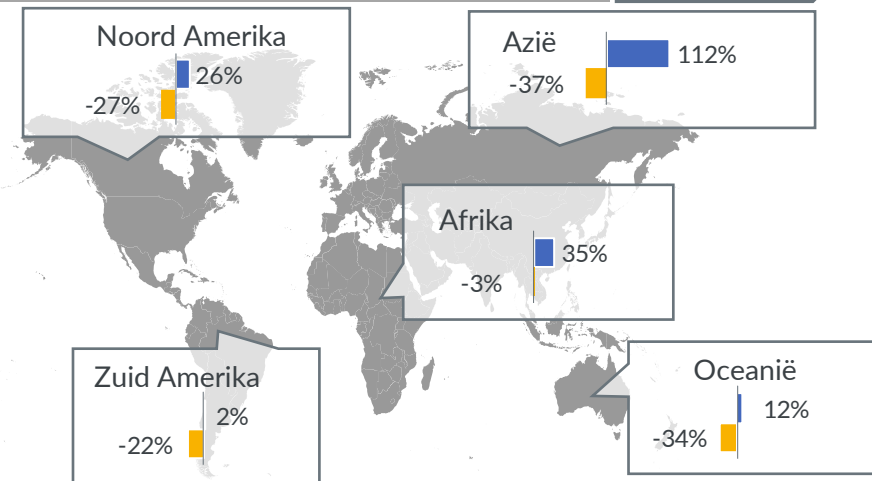 Noord Amerika
26%
-27%
Azië
112%
-37%
Afrika
35%
-3%
Zuid Amerika
2%
-22%
Oceanië
12%
-34%